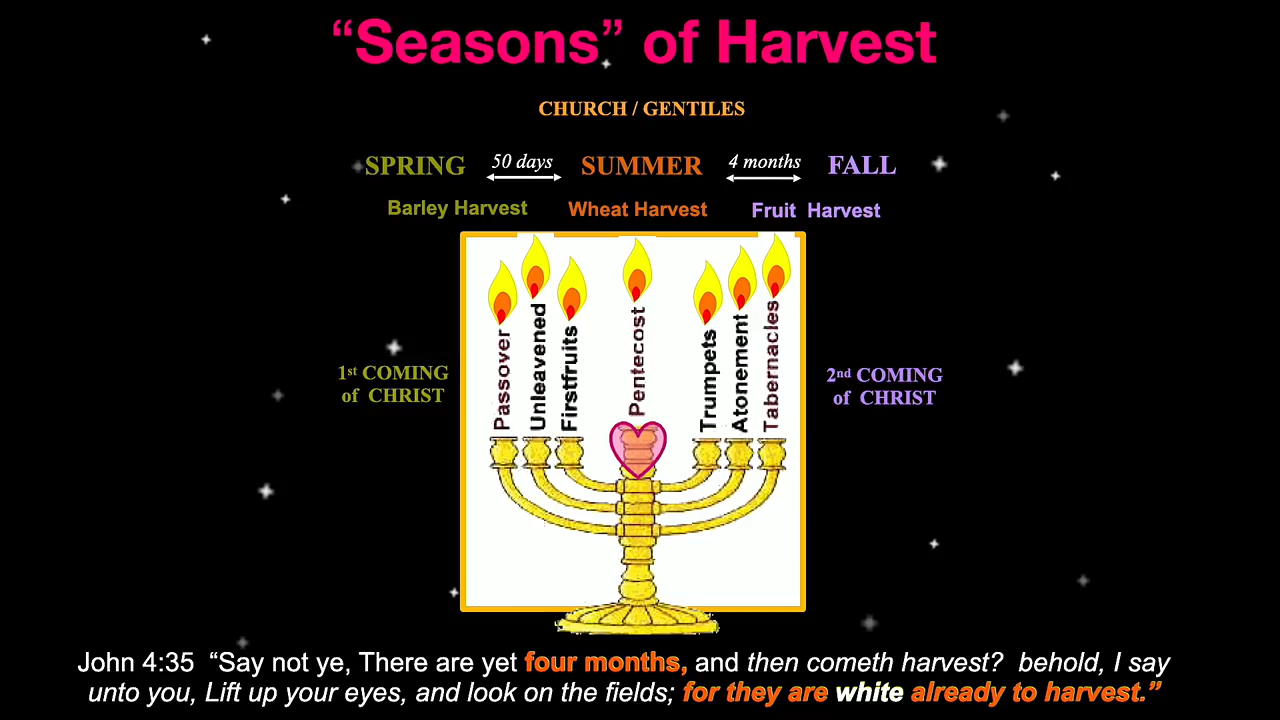 “Seasons” of Harvest
CHURCH / GENTILES
SPRING 50 days SUMMER 4 months FALL
Barley Harvest Wheat Harvest Fruit Harvest
Passover
Unleavened
Firstfruits
Pentecost
Trumpets
Atonement
Tabernacles
1st COMING
of CHRIST
2nd COMING
of CHRIST
John 4:35 “Say not ye, There are yet four months, and then cometh harvest? behold, I say
unto you, Lift up your eyes, and look on the fields; for they are white already to harvest.”